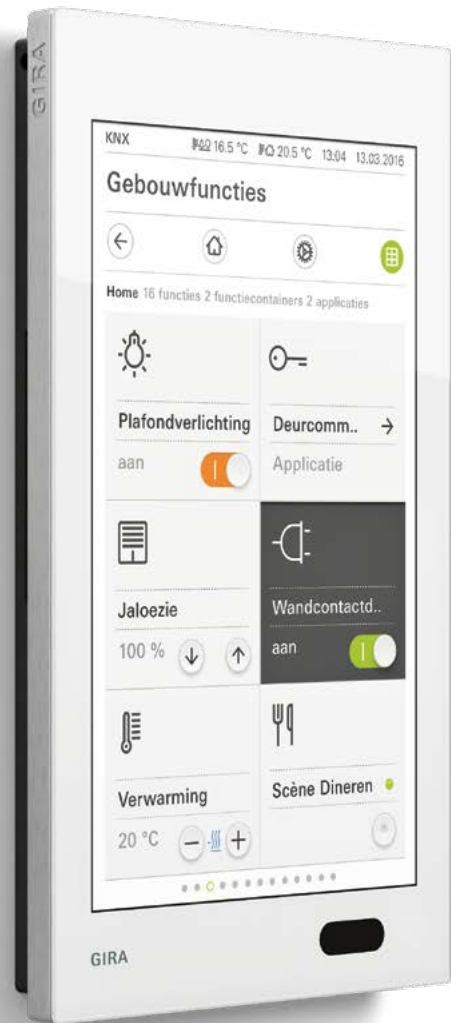 GIRA
KNX 16.5 °C 20.5 °C 13:04 13.03.2016
Gebouwfuncties
Home 16 functies 2 functiecontainers 2 applicaties
Plafondverlichting
aan
Deurcomm..
Applicatie
Jaloezie
100 %
Wandcontactd..
aan
Verwarming
20 °C
Scène Dineren
GIRA